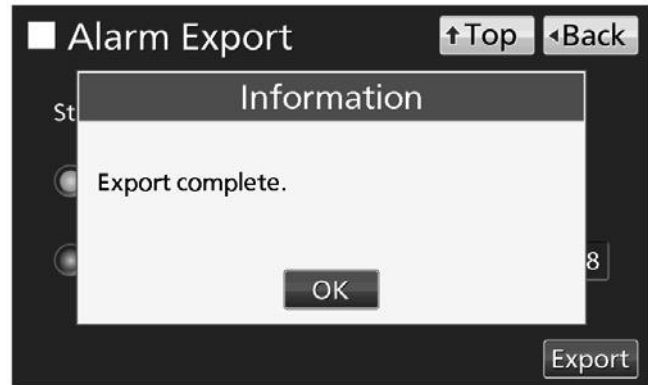 Alarm Export
Top
Back
St
Information
Export complete.
8
OK
Export